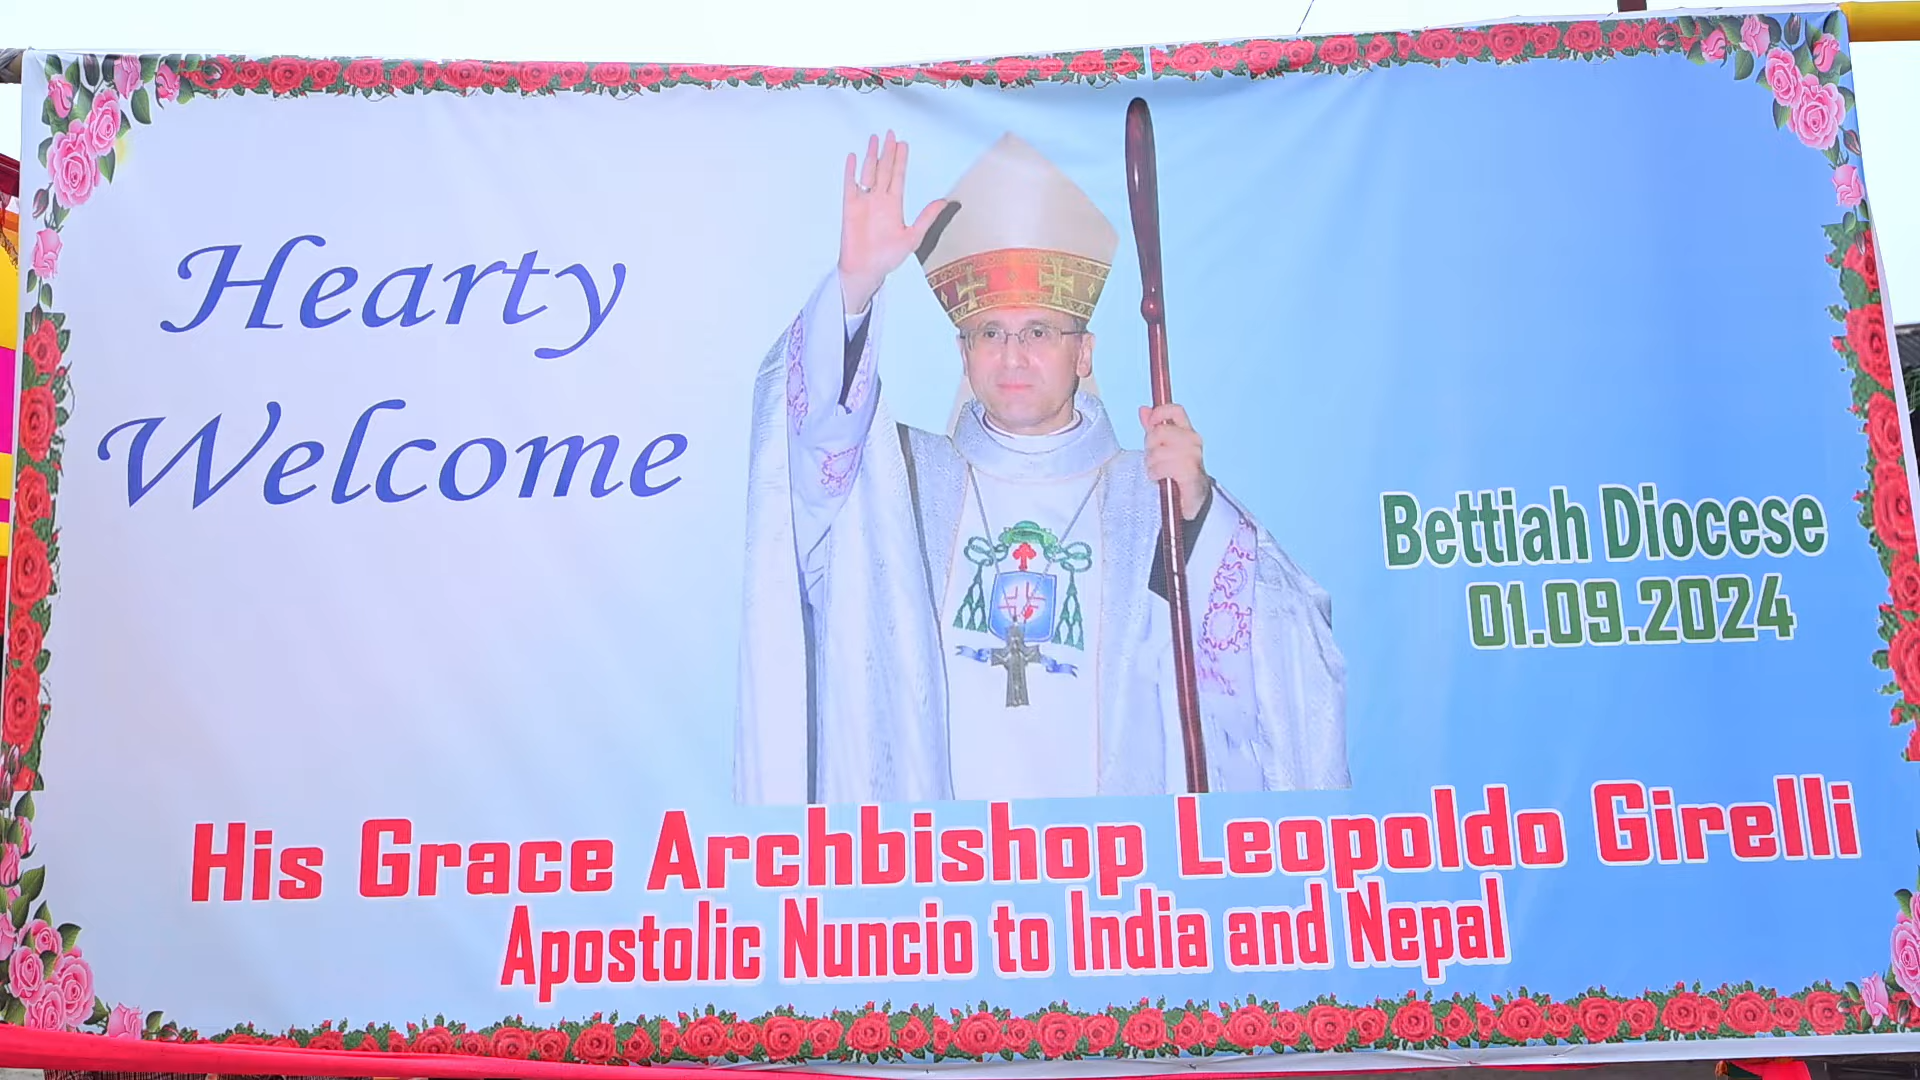 Hearty
Welcome
Bettiah Diocese
01.09.2024
His Grace Archbishop Leopoldo Girelli
Apostolic Nuncio to India and Nepal